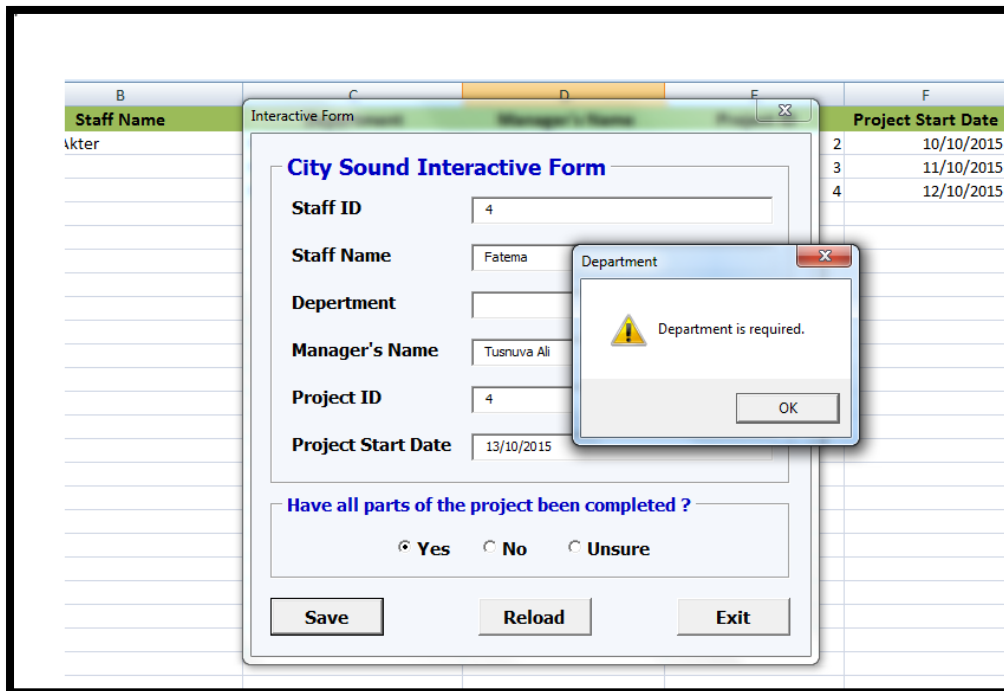 B C D E F
Staff Name Manager's Name Project Start Date
Akter 2 10/10/2015
3 11/10/2015
4 12/10/2015
Interactive Form
City Sound Interactive Form
Staff ID 4
Staff Name Fatema
Depertment
Manager's Name Tusnuva Ali
Project ID 4
Project Start Date 13/10/2015
Department
Department is required.
OK
Have all parts of the project been completed ?
Yes No Unsure
Save Reload Exit